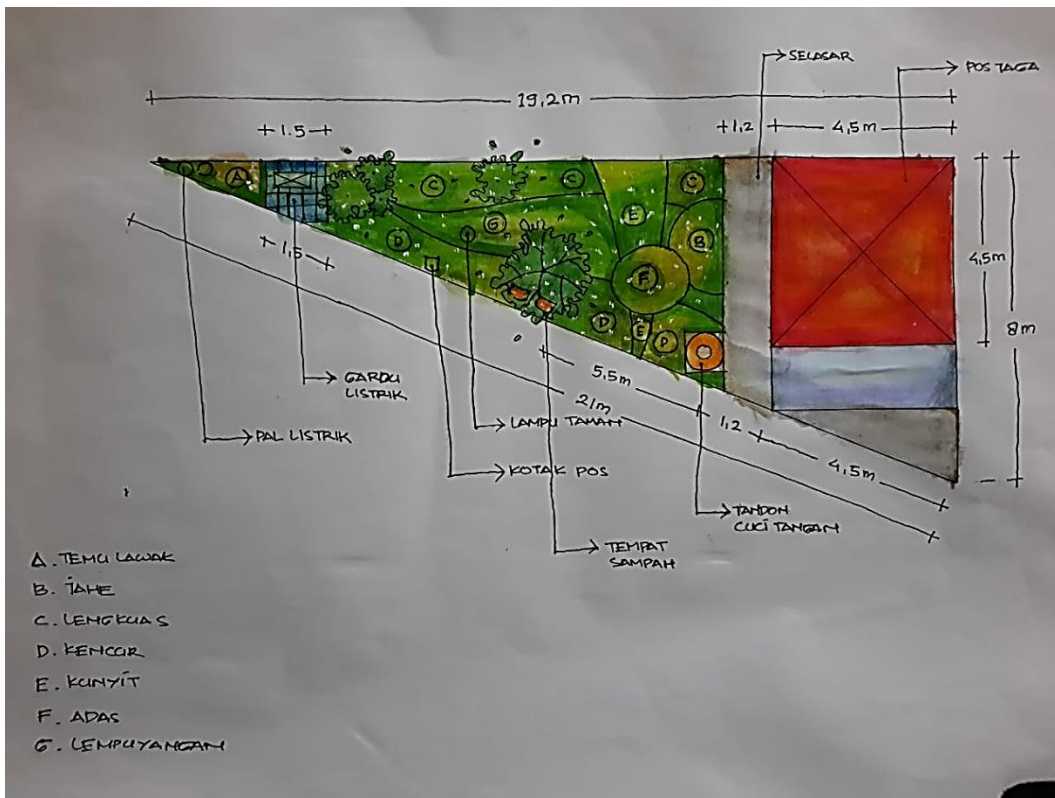 SELASAR
POS JAGA
19,2m
1.5
1,2
4,5m
A
C
C
C
E
G
B
D
F
4,5m
8m
1,5
D
E
D
GARDU
LISTRIK
5,5m
21m
1,2
4,5m
PAL LISTRIK
LAMPU TAMAN
KOTAK POS
TANDON
CUCI TANGAN
TEMPAT
SAMPAH
A. TEMU LAWAK
B. JAHE
C. LENGKUAS
D. KENCUR
E. KUNYIT
F. ADAS
G. LEMPUYANGAN